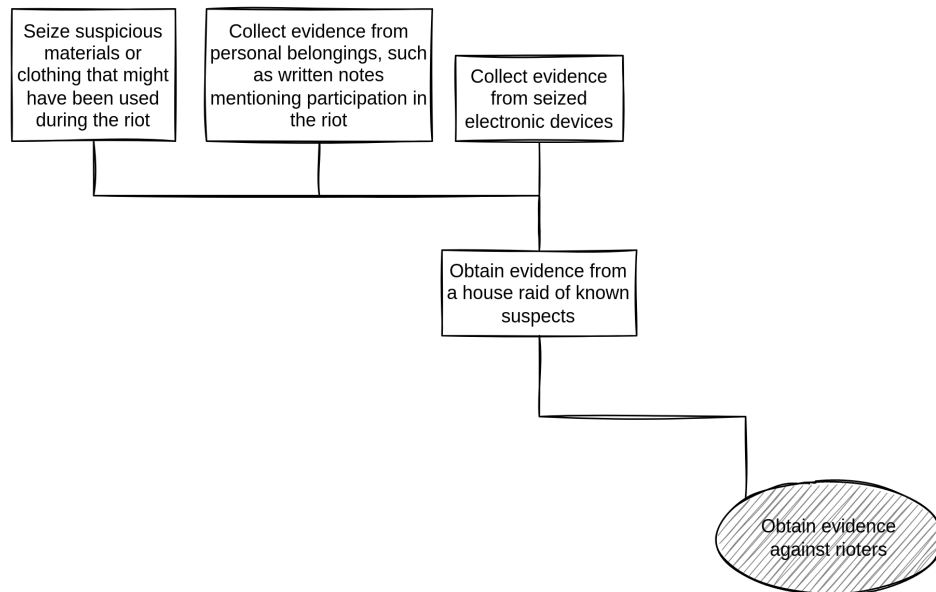 Seize suspicious
materials or
clothing that might
have been used
during the riot
Collect evidence from
personal belongings, such
as written notes
mentioning participation in
the riot
Collect evidence
from seized
electronic devices
Obtain evidence from
a house raid of known
suspects
Obtain evidence
against rioters